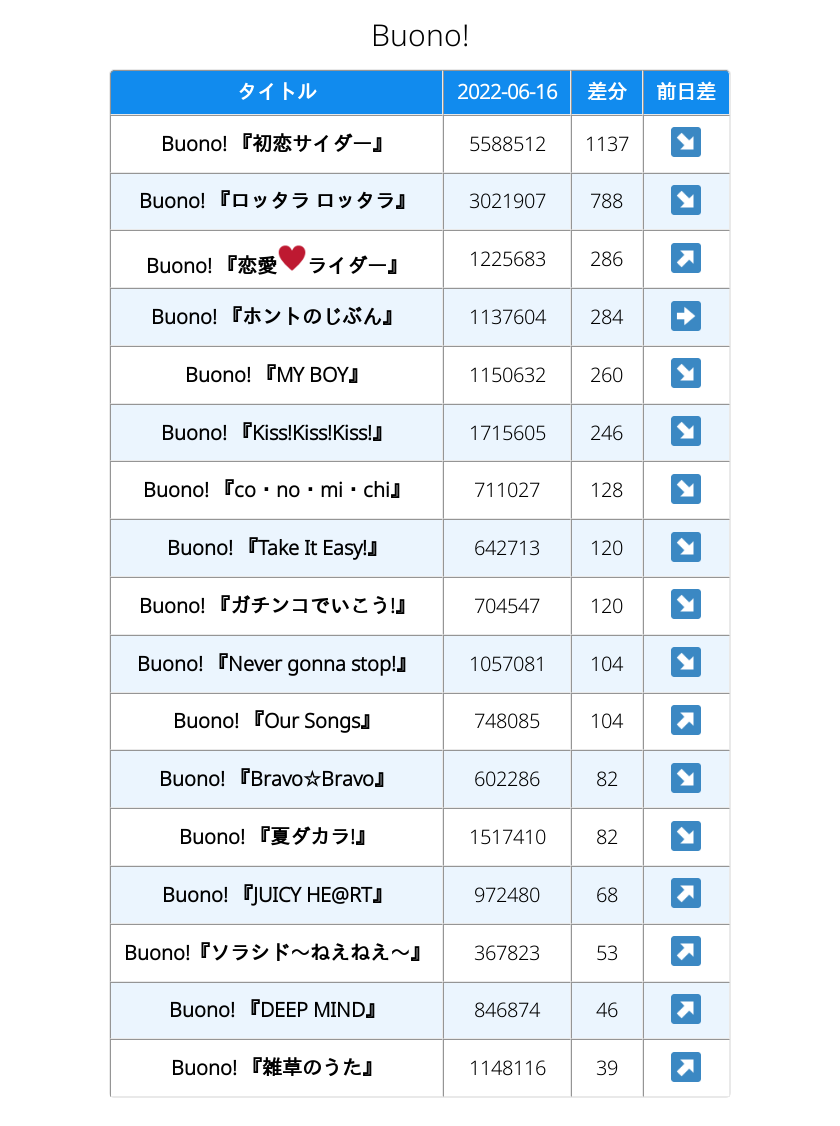 Buono!
タイトル 2022-06-16 差分 前日差
Buono! 『初恋サイダー』 5588512 1137 ↘
Buono! 『ロッタラ ロッタラ』 3021907 788 ↘
Buono! 『恋愛♥ライダー』 1225683 286 ↗
Buono! 『ホントのじぶん』 1137604 284 ➡
Buono! 『MY BOY』 1150632 260 ↘
Buono! 『Kiss!Kiss!Kiss!』 1715605 246 ↘
Buono! 『co・no・mi・chi』 711027 128 ↘
Buono! 『Take It Easy!』 642713 120 ↘
Buono! 『ガチンコでいこう!』 704547 120 ↘
Buono! 『Never gonna stop!』 1057081 104 ↘
Buono! 『Our Songs』 748085 104 ↗
Buono! 『Bravo☆Bravo』 602286 82 ↘
Buono! 『夏ダカラ!』 1517410 82 ↘
Buono! 『JUICY HE@RT』 972480 68 ↗
Buono!『ソラシド～ねえねえ～』 367823 53 ↗
Buono! 『DEEP MIND』 846874 46 ↗
Buono! 『雑草のうた』 1148116 39 ↗